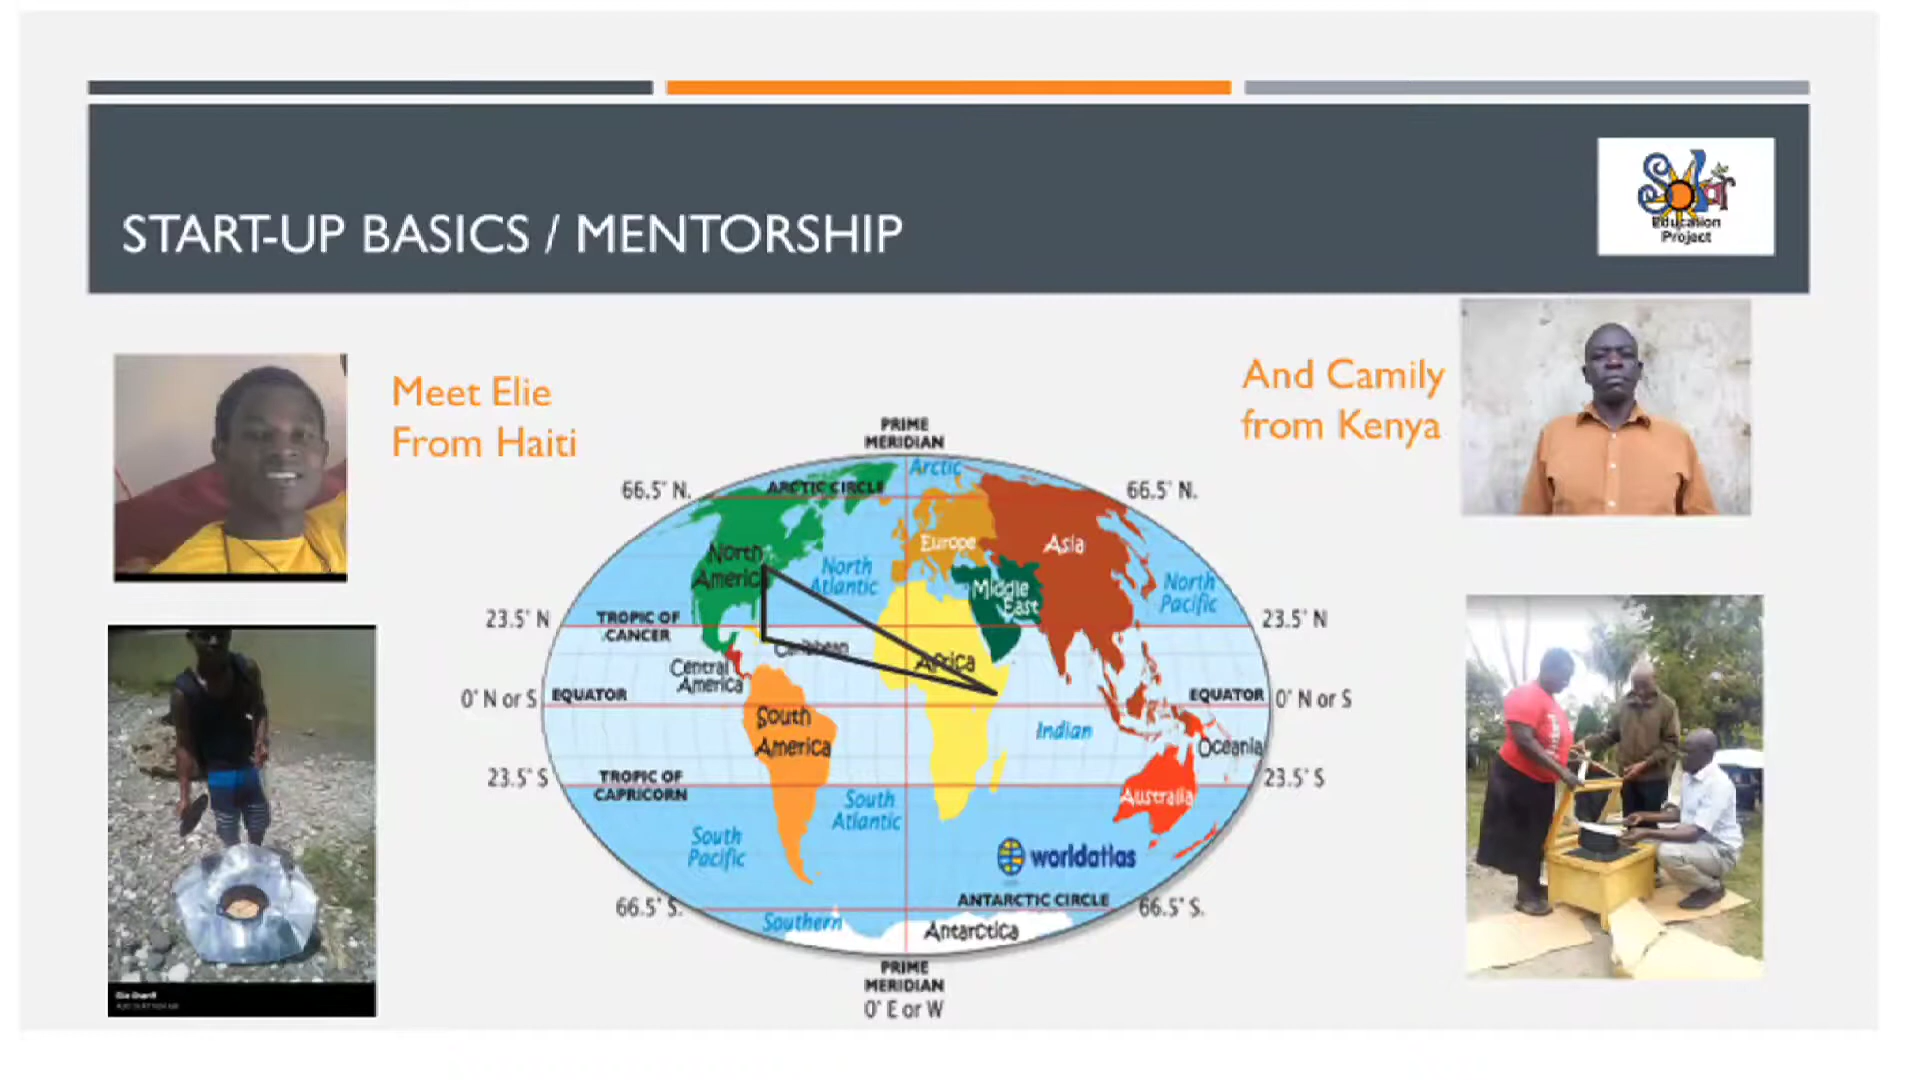 START-UP BASICS / MENTORSHIP
Solar
Education
Project
Meet Elie
From Haiti
And Camily
from Kenya
PRIME
MERIDIAN
Arctic
66.5° N.
ARCTIC CIRCLE
66.5° N.
North
America
North
Atlantic
Europe
Asia
Middle
East
North
Pacific
23.5° N
TROPIC OF
CANCER
23.5° N
Caribbean
Africa
Central
America
0° N or S
EQUATOR
EQUATOR
0° N or S
South
America
Indian
Oceania
23.5° S
TROPIC OF
CAPRICORN
South
Atlantic
Australia
23.5° S
South
Pacific
worldatlas
66.5° S.
ANTARCTIC CIRCLE
66.5° S.
Southern
Antarctica
PRIME
MERIDIAN
0° E or W